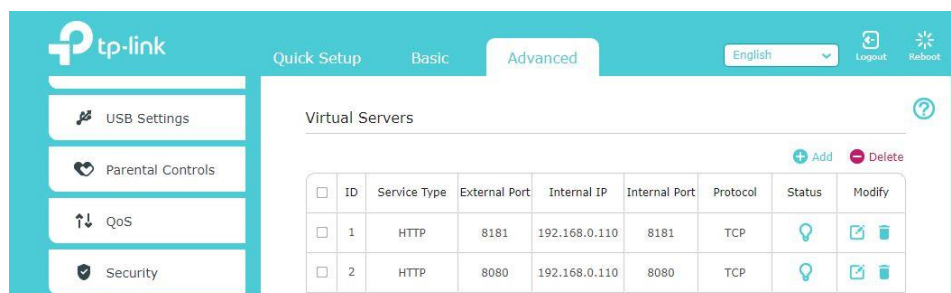 tp-link
Quick Setup Basic Advanced English Logout Reboot
USB Settings
Parental Controls
QoS
Security
Virtual Servers
?
Add Delete
ID Service Type External Port Internal IP Internal Port Protocol Status Modify
1 HTTP 8181 192.168.0.110 8181 TCP
2 HTTP 8080 192.168.0.110 8080 TCP